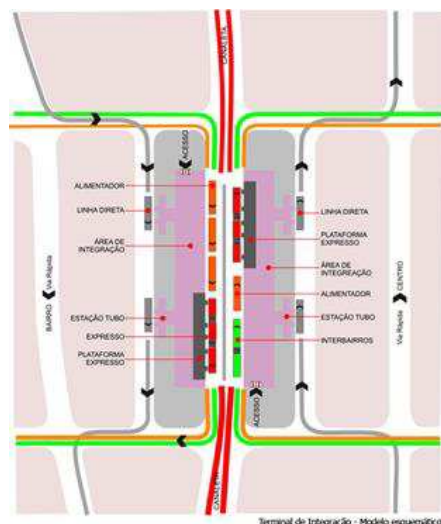 CANALETA
ACESSO
ALIMENTADOR
LINHA DIRETA
LINHA DIRETA
PLATAFORMA
EXPRESSO
ÁREA DE
INTEGRAÇÃO
ÁREA DE
INTEGREAÇÃO
BAIRRO
Via Rápida
CENTRO
Via Rápida
ALIMENTADOR
ESTAÇÃO TUBO
ESTAÇÃO TUBO
EXPRESSO
INTERBAIRROS
PLATAFORMA
EXPRESSO
ACESSO
CANALETA
Terminal de Integração - Modelo esquemático